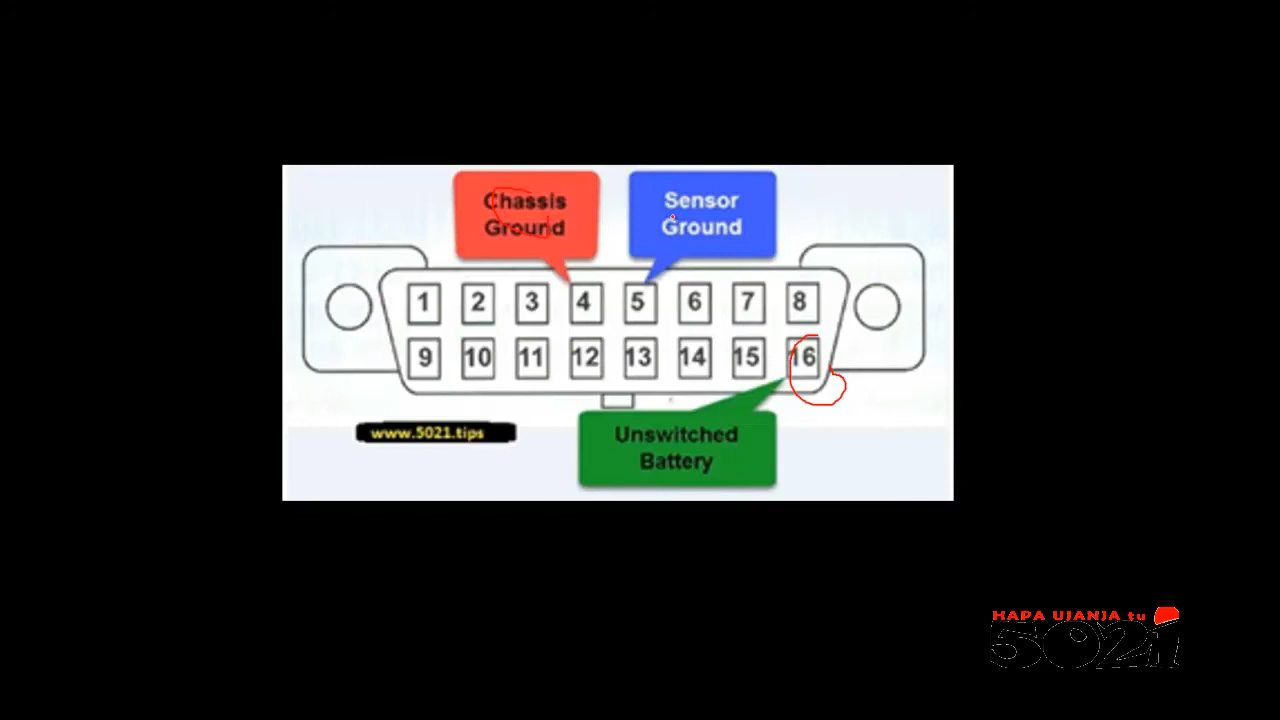 Chassis
Ground
Sensor
Ground
1 2 3 4 5 6 7 8
9 10 11 12 13 14 15 16
www.5021.tips
Unswitched
Battery
HAPA UJANJA tu
5021